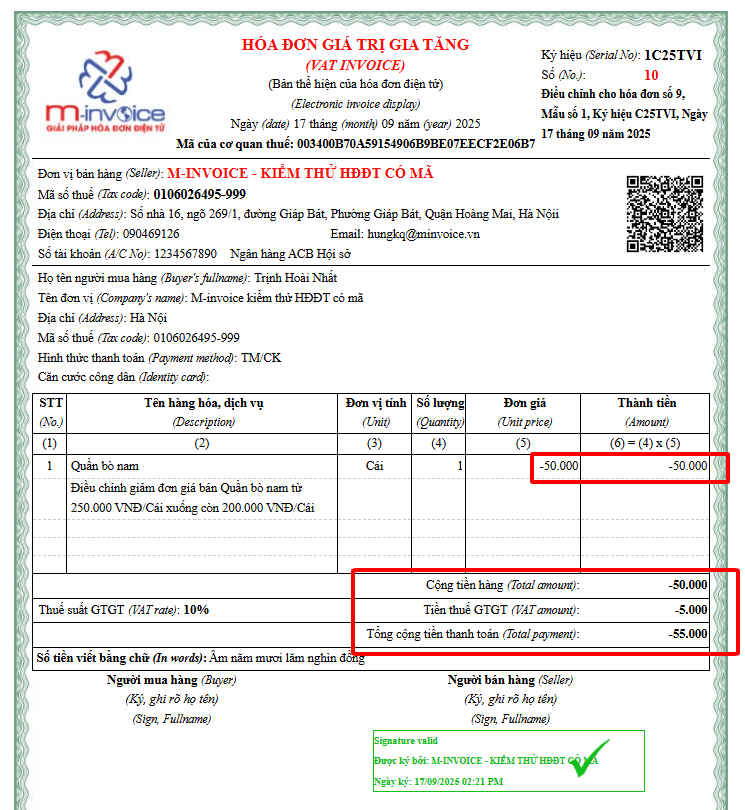 HÓA ĐƠN GIÁ TRỊ GIA TĂNG
(VAT INVOICE)
(Bản thể hiện của hóa đơn điện tử)
(Electronic invoice display)
Ngày (date) 17 tháng (month) 09 năm (year) 2025
Mã của cơ quan thuế: 003400B70A59154906B9BE07EECF2E06B7
M-INVOICE
GIẢI PHÁP HÓA ĐƠN ĐIỆN TỬ
Ký hiệu (Serial No): 1C25TVI
Số (No.): 10
Điều chỉnh cho hóa đơn số 9,
Mẫu số 1, Ký hiệu C25TVI, Ngày
17 tháng 09 năm 2025
Đơn vị bán hàng (Seller): M-INVOICE - KIỂM THỬ HĐĐT CÓ MÃ
Mã số thuế (Tax code): 0106026495-999
Địa chỉ (Address): Số nhà 16, ngõ 269/1, đường Giáp Bát, Phường Giáp Bát, Quận Hoàng Mai, Hà Nội
Điện thoại (Tel): 090469126 Email: hungkq@minvoice.vn
Số tài khoản (A/C No): 1234567890 Ngân hàng ACB Hội sở
Họ tên người mua hàng (Buyer's fullname): Trịnh Hoài Nhất
Tên đơn vị (Company's name): M-invoice kiểm thử HĐĐT có mã
Địa chỉ (Address): Hà Nội
Mã số thuế (Tax code): 0106026495-999
Hình thức thanh toán (Payment method): TM/CK
Căn cước công dân (Identity card):
STT Tên hàng hóa, dịch vụ Đơn vị tính Số lượng Đơn giá Thành tiền
(No.) (Description) (Unit) (Quantity) (Unit price) (Amount)
(1) (2) (3) (4) (5) (6) = (4) x (5)
1 Quần bò nam Cái 1 -50.000 -50.000
Điều chỉnh giảm đơn giá bán Quần bò nam từ
250.000 VNĐ/Cái xuống còn 200.000 VNĐ/Cái
Cộng tiền hàng (Total amount): -50.000
Thuế suất GTGT (VAT rate): 10% Tiền thuế GTGT (VAT amount): -5.000
Tổng cộng tiền thanh toán (Total payment): -55.000
Số tiền viết bằng chữ (In words): Âm năm mươi lăm nghìn đồng
Người mua hàng (Buyer) Người bán hàng (Seller)
(Ký, ghi rõ họ tên) (Ký, ghi rõ họ tên)
(Sign, Fullname) (Sign, Fullname)
Signature valid
Được ký bởi: M-INVOICE - KIỂM THỬ HĐĐT CÓ MÃ
Ngày ký: 17/09/2025 02:21 PM